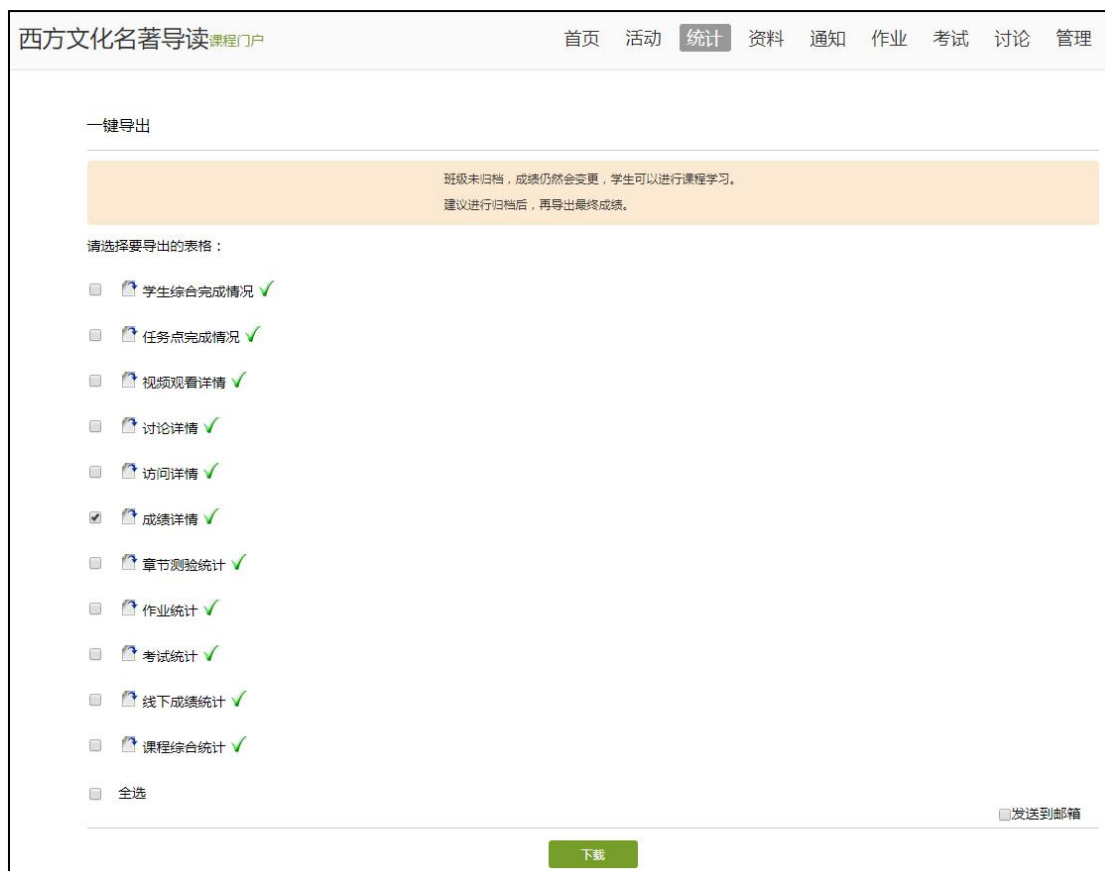 西方文化名著导读课程门户 首页 活动 统计 资料 通知 作业 考试 讨论 管理
一键导出
班级未归档，成绩仍然会变更，学生可以进行课程学习。
建议进行归档后，再导出最终成绩。
请选择要导出的表格：
学生综合完成情况
任务点完成情况
视频观看详情
讨论详情
访问详情
成绩详情
章节测验统计
作业统计
考试统计
线下成绩统计
课程综合统计
全选
发送到邮箱
下载